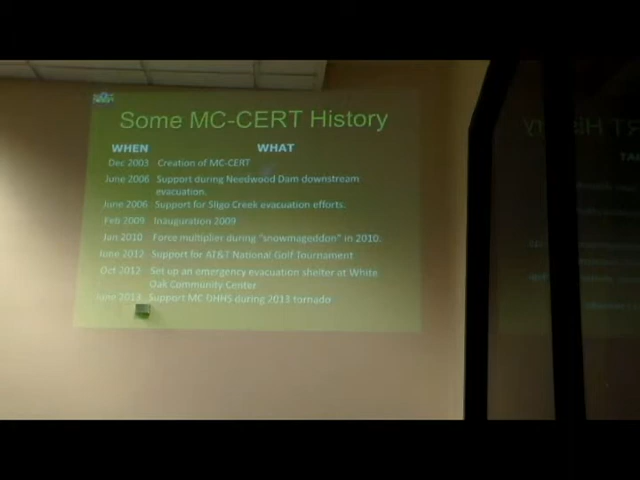 Some MC-CERT History
WHEN WHAT
Dec 2003 Creation of MC-CERT
June 2006 Support during Needwood Dam downstream
evacuation.
June 2006 Support for Sligo Creek evacuation efforts.
Feb 2009 Inauguration 2009
Jan 2010 Force multiplier during "snowmageddon" in 2010.
June 2012 Support for AT&T National Golf Tournament
Oct 2012 Set up an emergency evacuation shelter at White
Oak Community Center
June 2013 Support MC DHHS during 2013 tornado